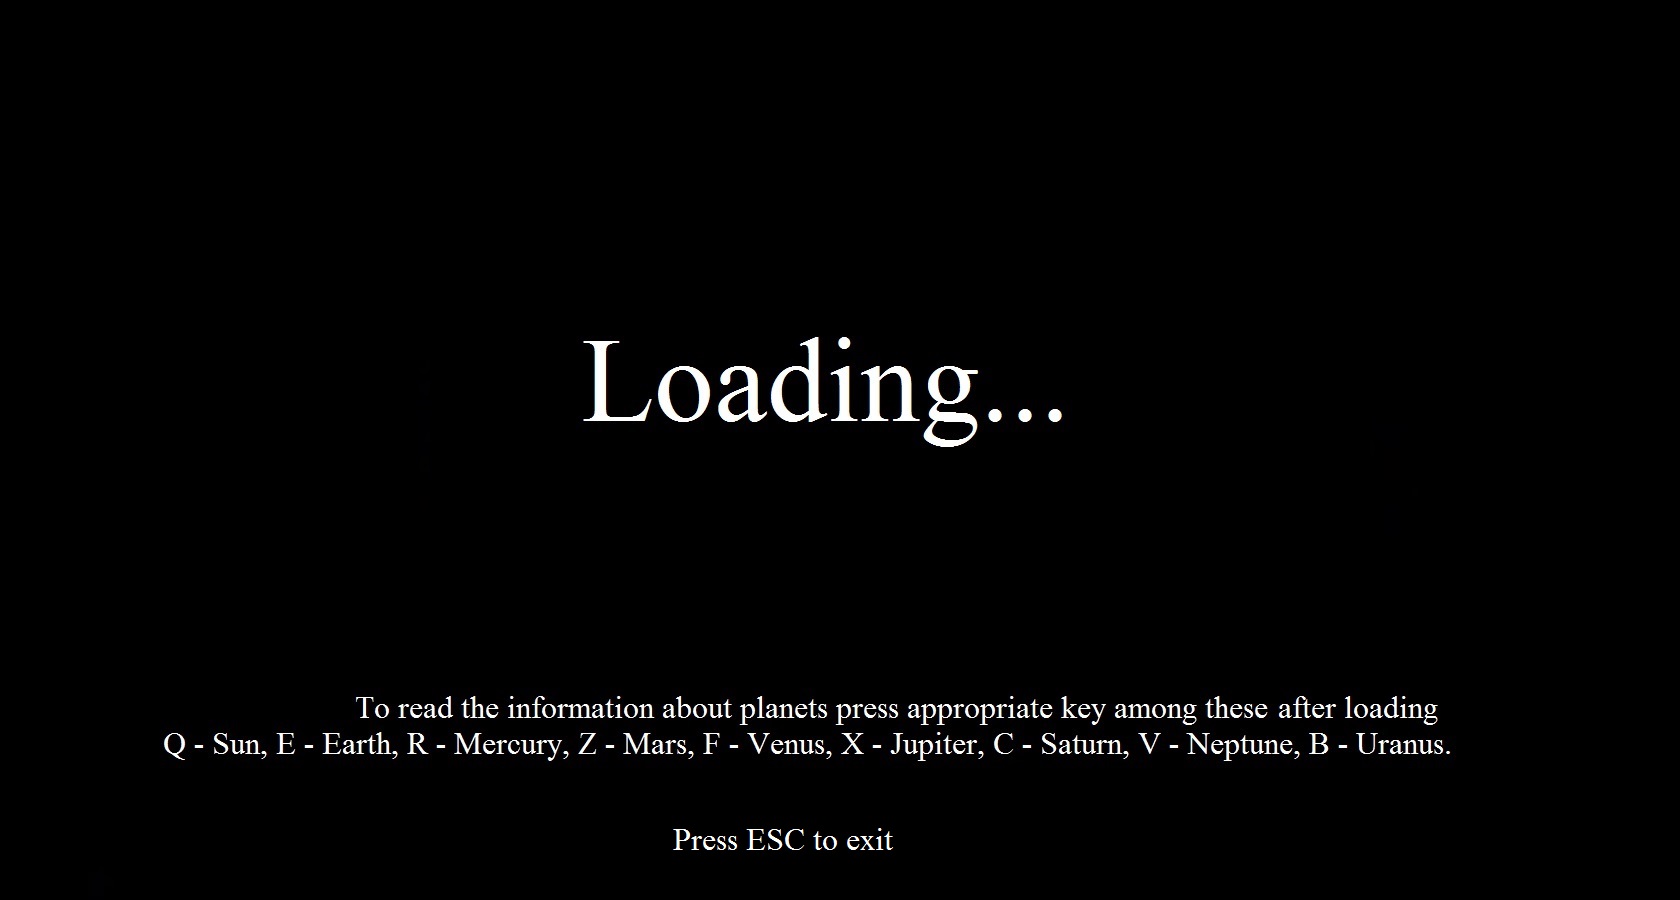 Loading...
To read the information about planets press appropriate key among these after loading
Q - Sun, E - Earth, R - Mercury, Z - Mars, F - Venus, X - Jupiter, C - Saturn, V - Neptune, B - Uranus.
Press ESC to exit